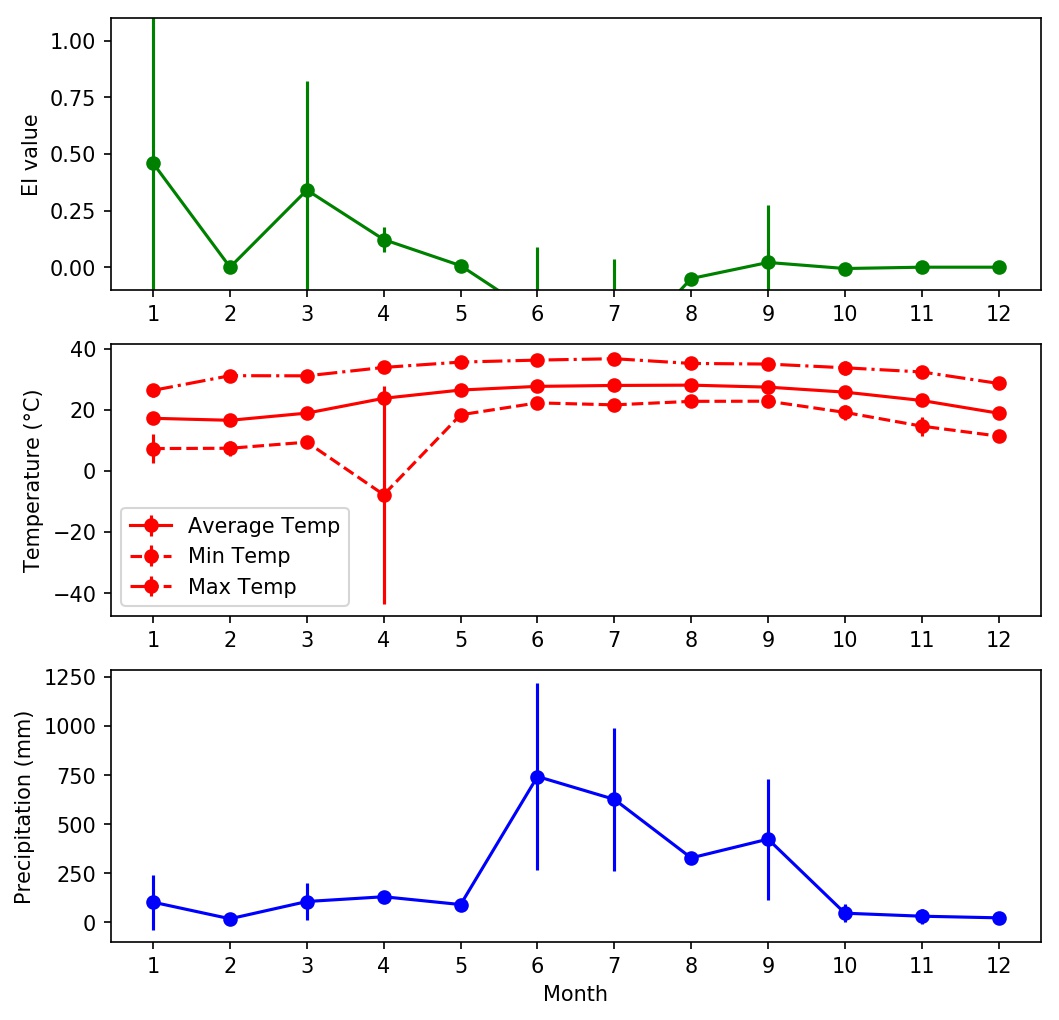 1.00
0.75
0.50
0.25
0.00
EI value
1 2 3 4 5 6 7 8 9 10 11 12
40
20
0
−20
−40
Temperature (°C)
Average Temp
Min Temp
Max Temp
1 2 3 4 5 6 7 8 9 10 11 12
1250
1000
750
500
250
0
Precipitation (mm)
1 2 3 4 5 6 7 8 9 10 11 12
Month